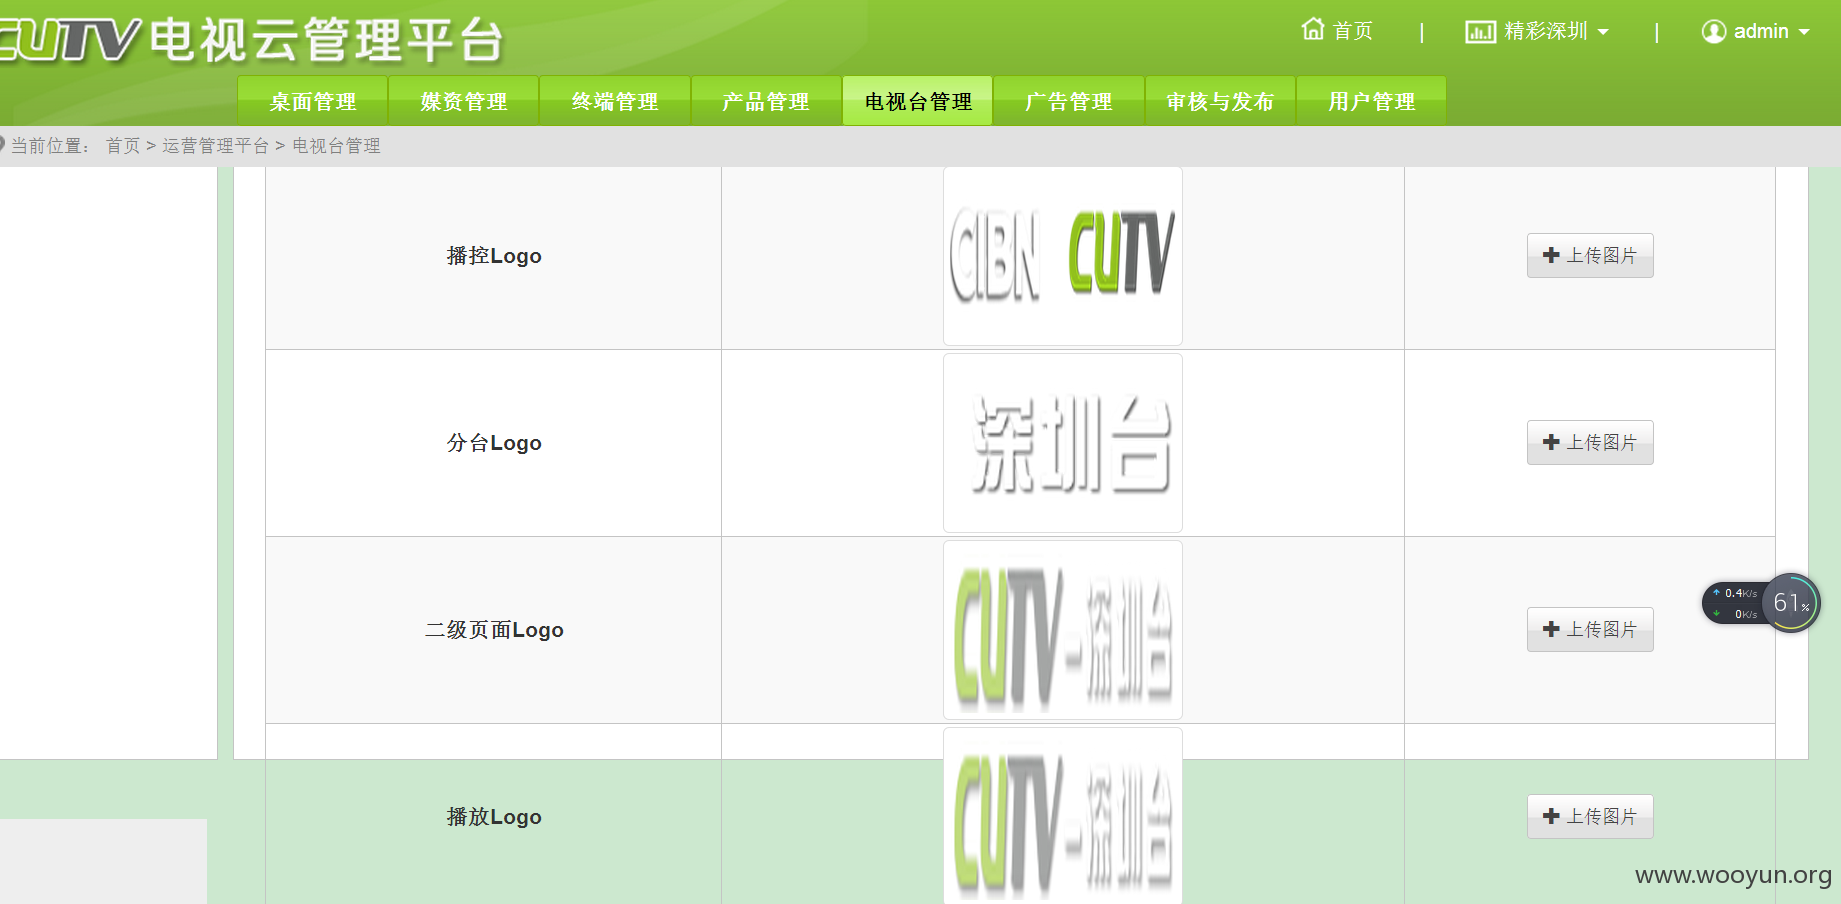 CUTV电视云管理平台
首页 | 精彩深圳 | admin
桌面管理 媒资管理 终端管理 产品管理 电视台管理 广告管理 审核与发布 用户管理
当前位置： 首页 > 运营管理平台 > 电视台管理
播控Logo CIBN CUTV 上传图片
分台Logo 深圳台 上传图片
二级页面Logo CUTV-深圳台 上传图片
0.4K/s
0K/s
61%
播放Logo CUTV-深圳台 上传图片
www.wooyun.org